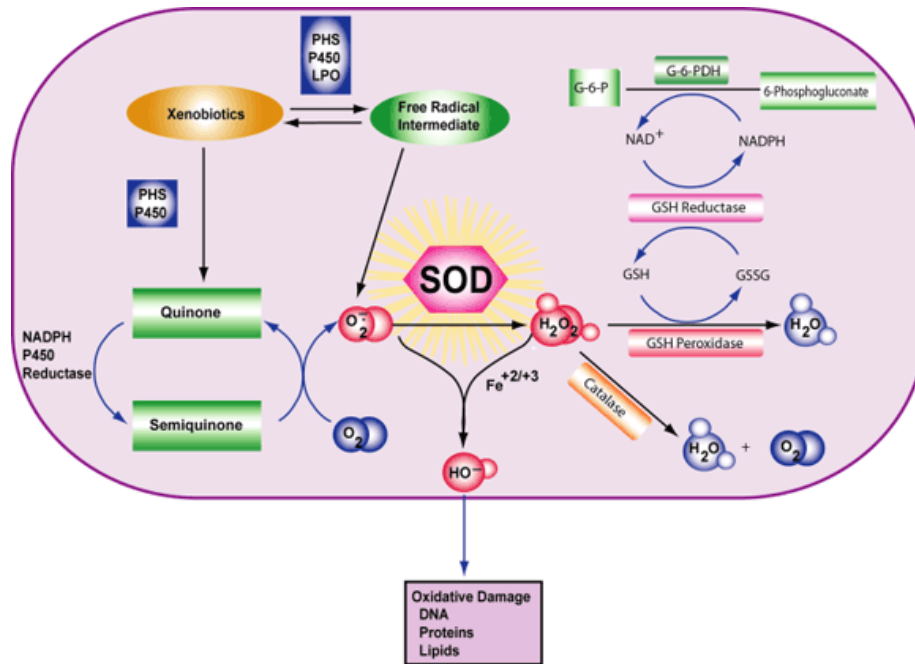 PHS
P450
LPO
G-6-PDH
G-6-P
6-Phosphogluconate
Xenobiotics
Free Radical
Intermediate
NAD+
NADPH
PHS
P450
GSH Reductase
SOD
GSH
GSSG
Quinone
O2-
H2O2
H2O
GSH Peroxidase
NADPH
P450
Reductase
Fe+2/+3
Catalase
Semiquinone
O2
H2O + O2
HO–
Oxidative Damage
DNA
Proteins
Lipids